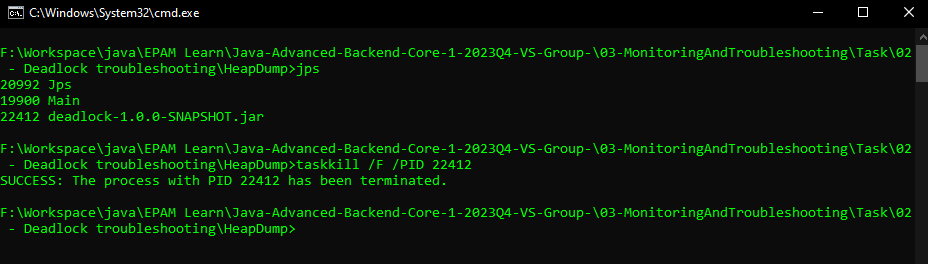 C:\Windows\System32\cmd.exe
F:\Workspace\java\EPAM Learn\Java-Advanced-Backend-Core-1-2023Q4-VS-Group-\03-MonitoringAndTroubleshooting\Task\02
 - Deadlock troubleshooting\HeapDump>jps
20992 Jps
19900 Main
22412 deadlock-1.0.0-SNAPSHOT.jar
F:\Workspace\java\EPAM Learn\Java-Advanced-Backend-Core-1-2023Q4-VS-Group-\03-MonitoringAndTroubleshooting\Task\02
 - Deadlock troubleshooting\HeapDump>taskkill /F /PID 22412
SUCCESS: The process with PID 22412 has been terminated.
F:\Workspace\java\EPAM Learn\Java-Advanced-Backend-Core-1-2023Q4-VS-Group-\03-MonitoringAndTroubleshooting\Task\02
 - Deadlock troubleshooting\HeapDump>